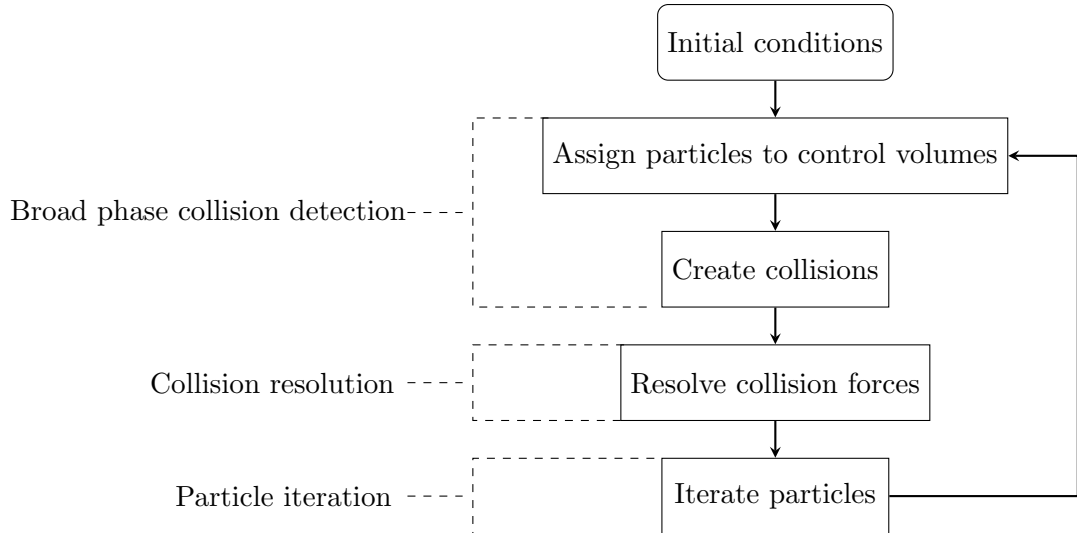 Initial conditions
Assign particles to control volumes
Broad phase collision detection
Create collisions
Collision resolution
Resolve collision forces
Particle iteration
Iterate particles